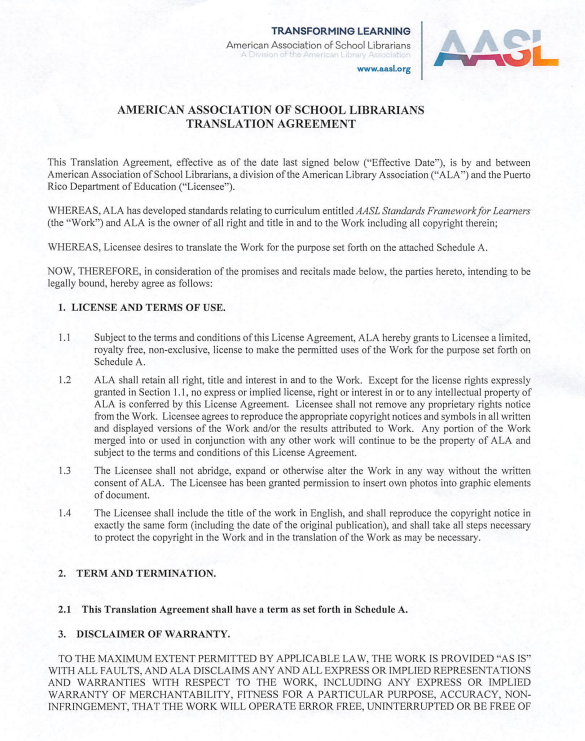 TRANSFORMING LEARNING
American Association of School Librarians
A Division of the American Library Association
www.aasl.org
AASL
AMERICAN ASSOCIATION OF SCHOOL LIBRARIANS
TRANSLATION AGREEMENT
This Translation Agreement, effective as of the date last signed below (“Effective Date”), is by and between
American Association of School Librarians, a division of the American Library Association (“ALA”) and the Puerto
Rico Department of Education (“Licensee”).
WHEREAS, ALA has developed standards relating to curriculum entitled AASL Standards Framework for Learners
(the “Work”) and ALA is the owner of all right and title in and to the Work including all copyright therein;
WHEREAS, Licensee desires to translate the Work for the purpose set forth on the attached Schedule A.
NOW, THEREFORE, in consideration of the promises and recitals made below, the parties hereto, intending to be
legally bound, hereby agree as follows:
1. LICENSE AND TERMS OF USE.
1.1 Subject to the terms and conditions of this License Agreement, ALA hereby grants to Licensee a limited,
royalty free, non-exclusive, license to make the permitted uses of the Work for the purpose set forth on
Schedule A.
1.2 ALA shall retain all right, title and interest in and to the Work. Except for the license rights expressly
granted in Section 1.1, no express or implied license, right or interest in or to any intellectual property of
ALA is conferred by this License Agreement. Licensee shall not remove any proprietary rights notice
from the Work. Licensee agrees to reproduce the appropriate copyright notices and symbols in all written
and displayed versions of the Work and/or the results attributed to Work. Any portion of the Work
merged into or used in conjunction with any other work will continue to be the property of ALA and
subject to the terms and conditions of this License Agreement.
1.3 The Licensee shall not abridge, expand or otherwise alter the Work in any way without the written
consent of ALA. The Licensee has been granted permission to insert own photos into graphic elements
of document.
1.4 The Licensee shall include the title of the work in English, and shall reproduce the copyright notice in
exactly the same form (including the date of the original publication), and shall take all steps necessary
to protect the copyright in the Work and in the translation of the Work as may be necessary.
2. TERM AND TERMINATION.
2.1 This Translation Agreement shall have a term as set forth in Schedule A.
3. DISCLAIMER OF WARRANTY.
TO THE MAXIMUM EXTENT PERMITTED BY APPLICABLE LAW, THE WORK IS PROVIDED “AS IS”
WITH ALL FAULTS, AND ALA DISCLAIMS ANY AND ALL EXPRESS OR IMPLIED REPRESENTATIONS
AND WARRANTIES WITH RESPECT TO THE WORK, INCLUDING ANY EXPRESS OR IMPLIED
WARRANTY OF MERCHANTABILITY, FITNESS FOR A PARTICULAR PURPOSE, ACCURACY, NON-
INFRINGEMENT, THAT THE WORK WILL OPERATE ERROR FREE, UNINTERRUPTED OR BE FREE OF